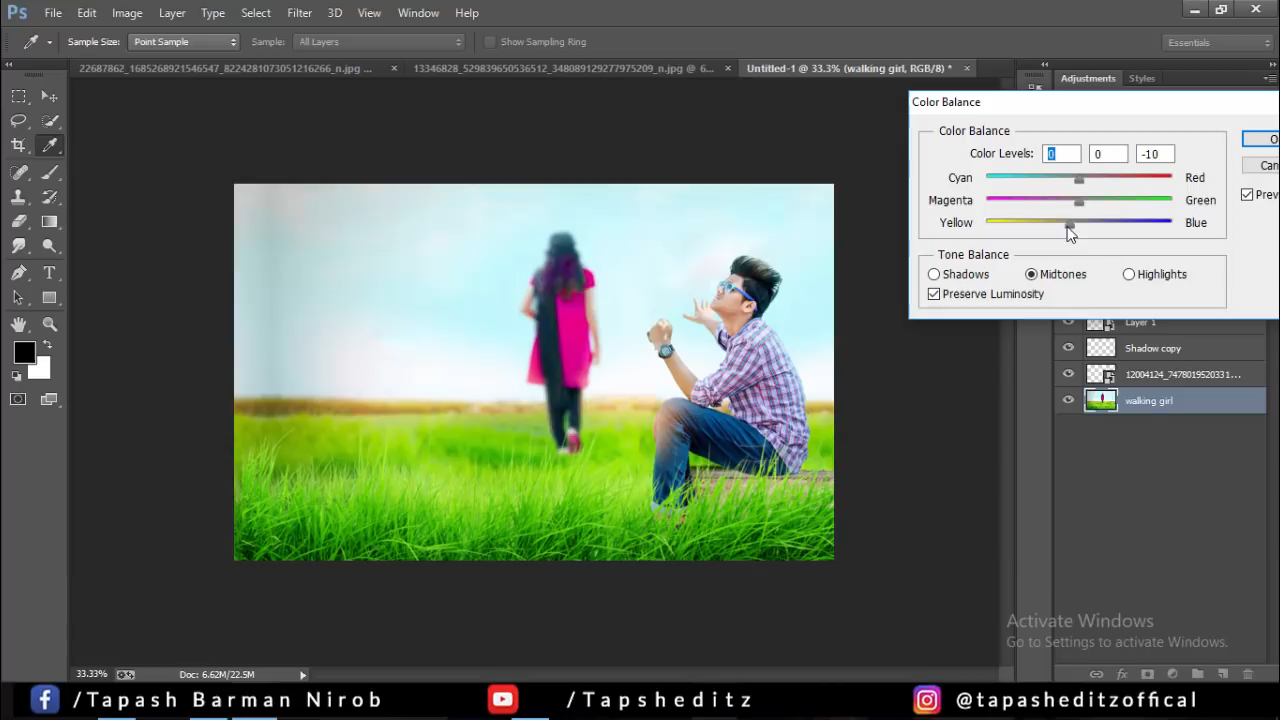 Ps File Edit Image Layer Type Select Filter 3D View Window Help
Sample Size: Point Sample Sample: All Layers Show Sampling Ring Essentials
22687862_1685268921546547_8224281073051216266_n.jpg ... × 13346828_529839650536512_348089129277975209_n.jpg @ 6... × Untitled-1 @ 33.3% (walking girl, RGB/8) * ×
Adjustments Styles
Color Balance
Color Balance
Color Levels: 0 0 -10
Cyan Red
Magenta Green
Yellow Blue
Tone Balance
Shadows Midtones Highlights
Preserve Luminosity
O
Can
Prev
Layer 1
Shadow copy
12004124_7478019520331...
walking girl
T
Activate Windows
Go to Settings to activate Windows.
33.33% Doc: 6.62M/22.5M
fx
f /Tapash Barman Nirob /Tapsheditz @tapasheditzoffical